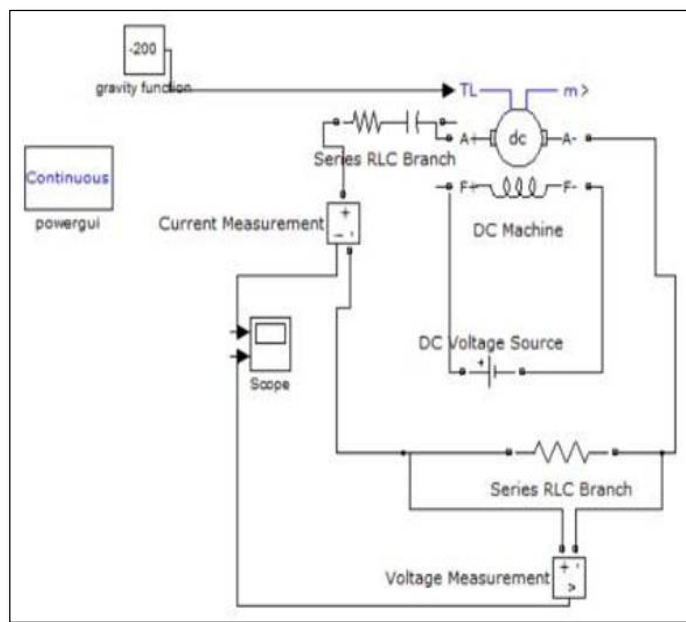 -200
gravity function
TL
m>
A+
dc
A-
Series RLC Branch
Continuous
powergui
F+
F-
DC Machine
Current Measurement
+
-
DC Voltage Source
+
Scope
Series RLC Branch
Voltage Measurement
+
-
>